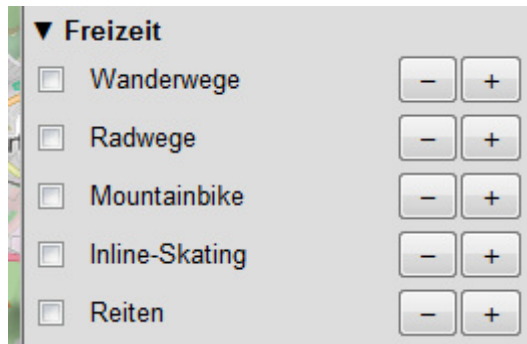 ▼ Freizeit
Wanderwege − +
Radwege − +
Mountainbike − +
Inline-Skating − +
Reiten − +